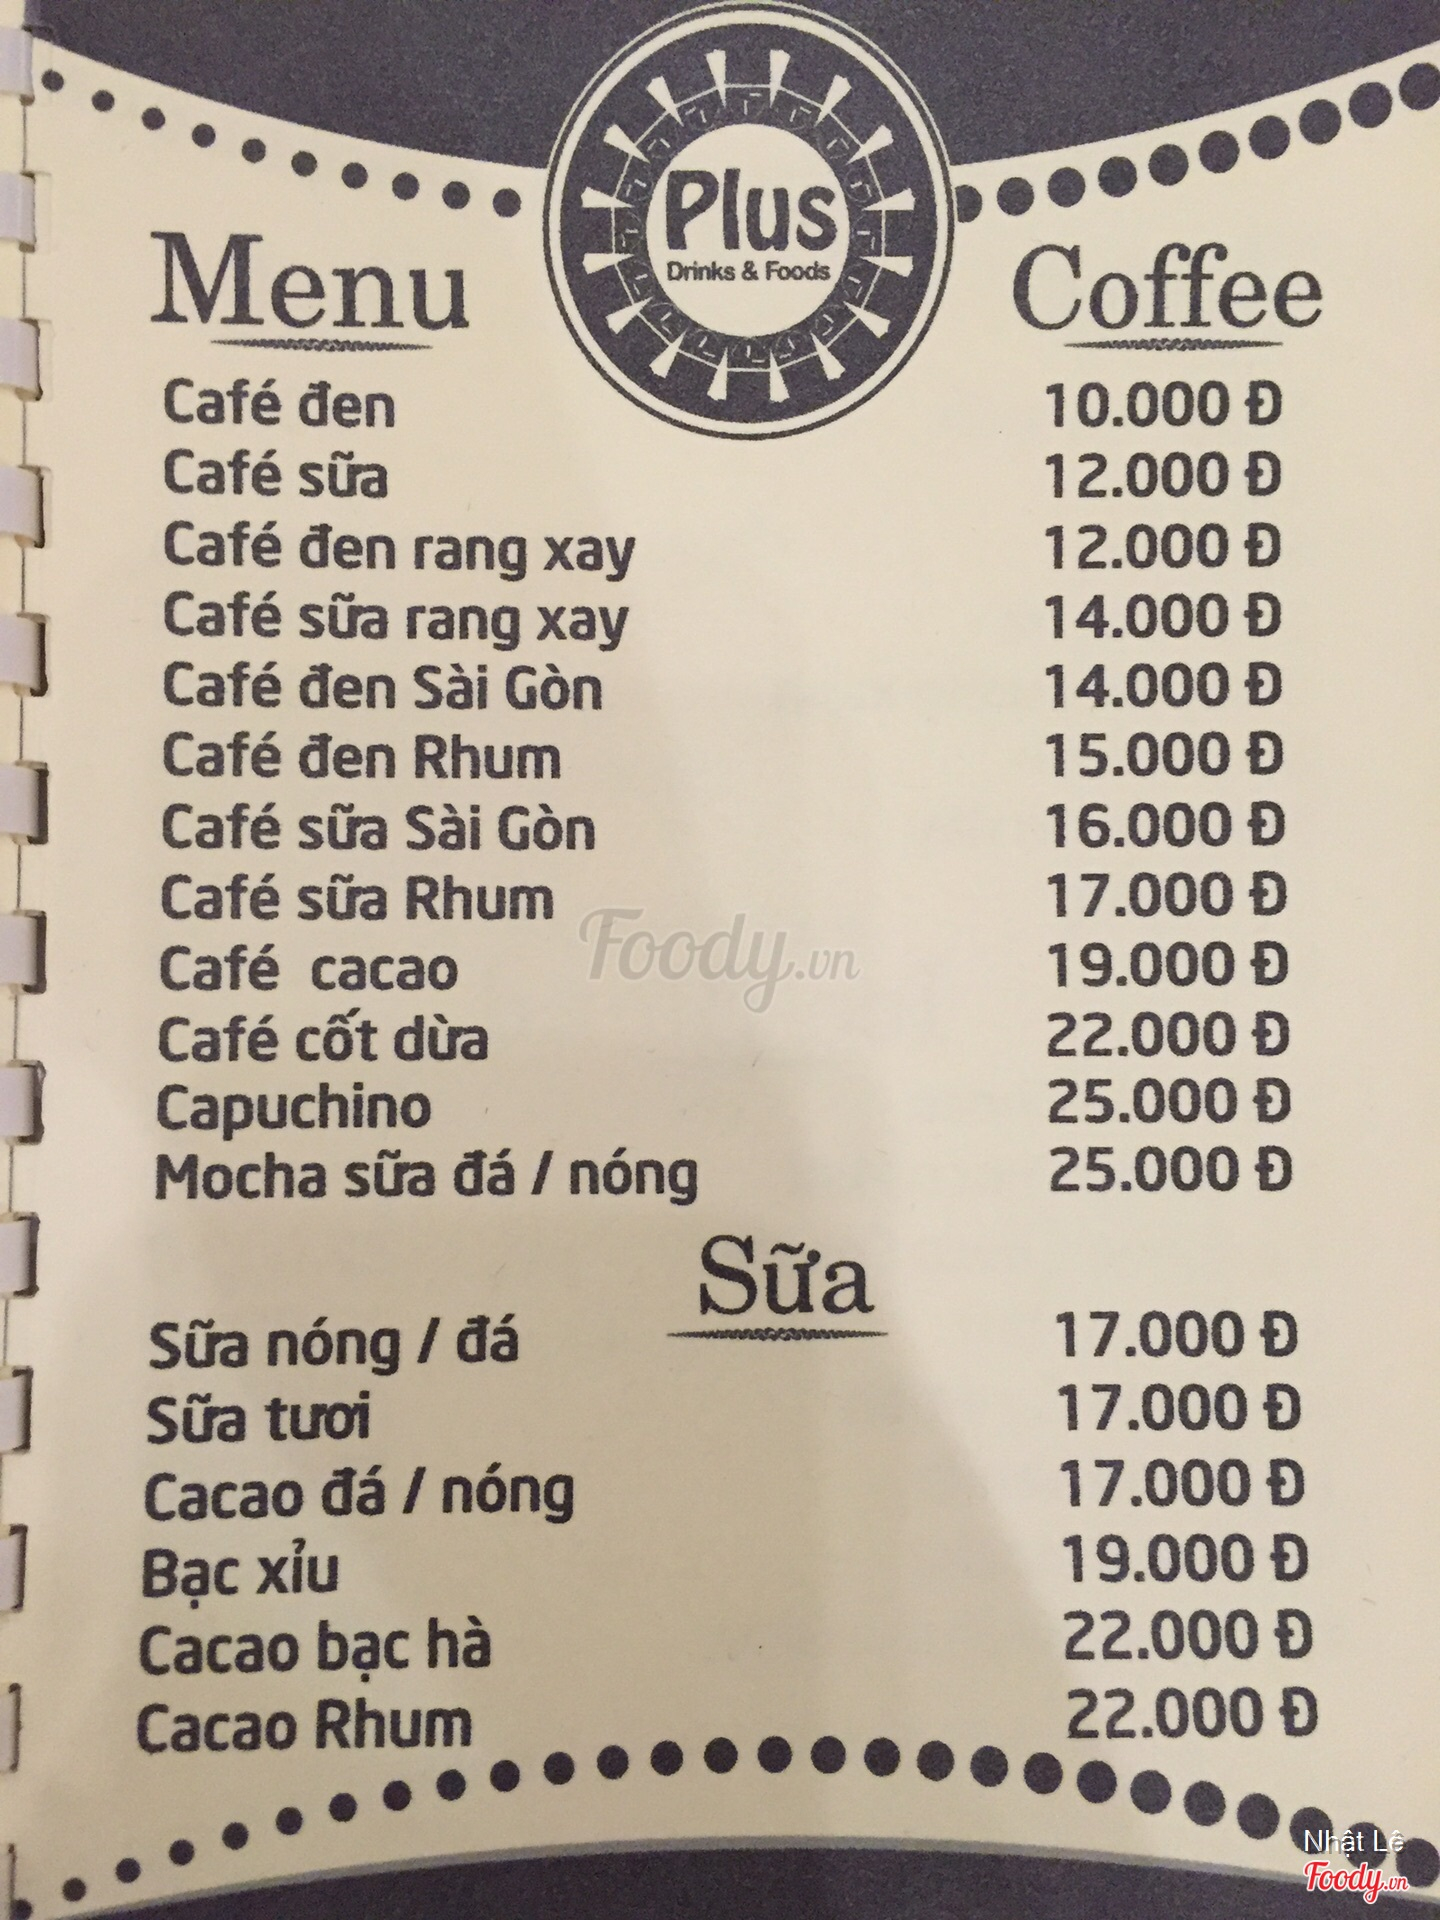 Plus
Drinks & Foods
Menu Coffee
Café đen 10.000 Đ
Café sữa 12.000 Đ
Café đen rang xay 12.000 Đ
Café sữa rang xay 14.000 Đ
Café đen Sài Gòn 14.000 Đ
Café đen Rhum 15.000 Đ
Café sữa Sài Gòn 16.000 Đ
Café sữa Rhum 17.000 Đ
Café cacao 19.000 Đ
Foody.vn
Café cốt dừa 22.000 Đ
Capuchino 25.000 Đ
Mocha sữa đá / nóng 25.000 Đ
Sữa
Sữa nóng / đá 17.000 Đ
Sữa tươi 17.000 Đ
Cacao đá / nóng 17.000 Đ
Bạc xỉu 19.000 Đ
Cacao bạc hà 22.000 Đ
Cacao Rhum 22.000 Đ
Nhật Lê
Foody.vn